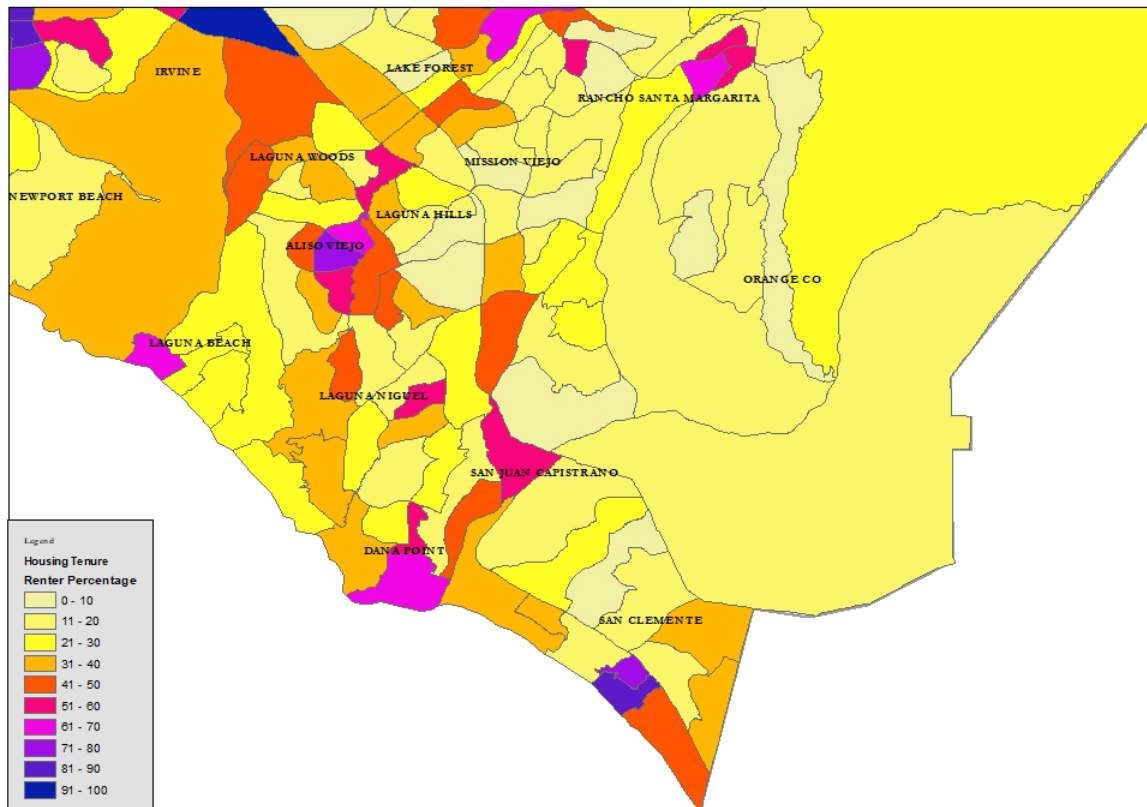 IRVINE
LAKE FOREST
RANCHO SANTA MARGARITA
LAGUNA WOODS
MISSION VIEJO
NEWPORT BEACH
LAGUNA HILLS
ALISO VIEJO
ORANGE CO
LAGUNA BEACH
LAGUNA NIGUEL
SAN JUAN CAPISTRANO
DANA POINT
SAN CLEMENTE
Legend
Housing Tenure
Renter Percentage
0 - 10
11 - 20
21 - 30
31 - 40
41 - 50
51 - 60
61 - 70
71 - 80
81 - 90
91 - 100